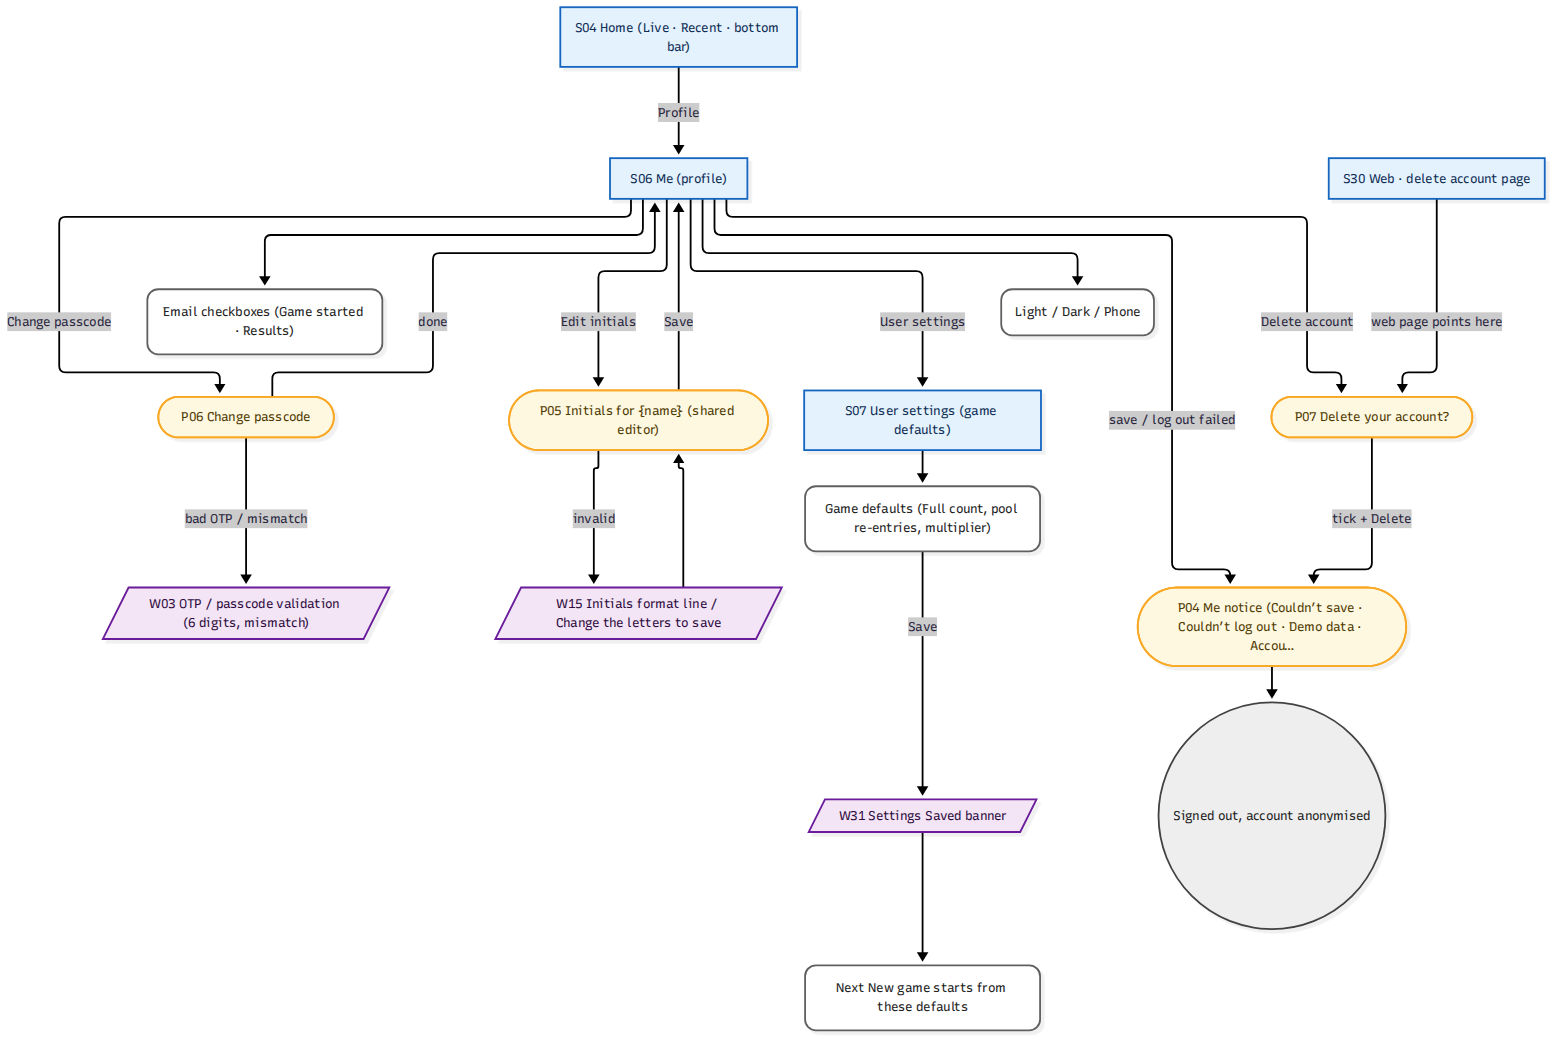 S04 Home (Live · Recent · bottom
bar)
Profile
S06 Me (profile)
S30 Web · delete account page
Change passcode
Email checkboxes (Game started
· Results)
done
Edit initials
Save
User settings
Light / Dark / Phone
Delete account
web page points here
P06 Change passcode
P05 Initials for {name} (shared
editor)
S07 User settings (game
defaults)
save / log out failed
P07 Delete your account?
bad OTP / mismatch
invalid
Game defaults (Full count, pool
re-entries, multiplier)
tick + Delete
W03 OTP / passcode validation
(6 digits, mismatch)
W15 Initials format line /
Change the letters to save
Save
P04 Me notice (Couldn’t save ·
Couldn’t log out · Demo data ·
Accou...
W31 Settings Saved banner
Signed out, account anonymised
Next New game starts from
these defaults